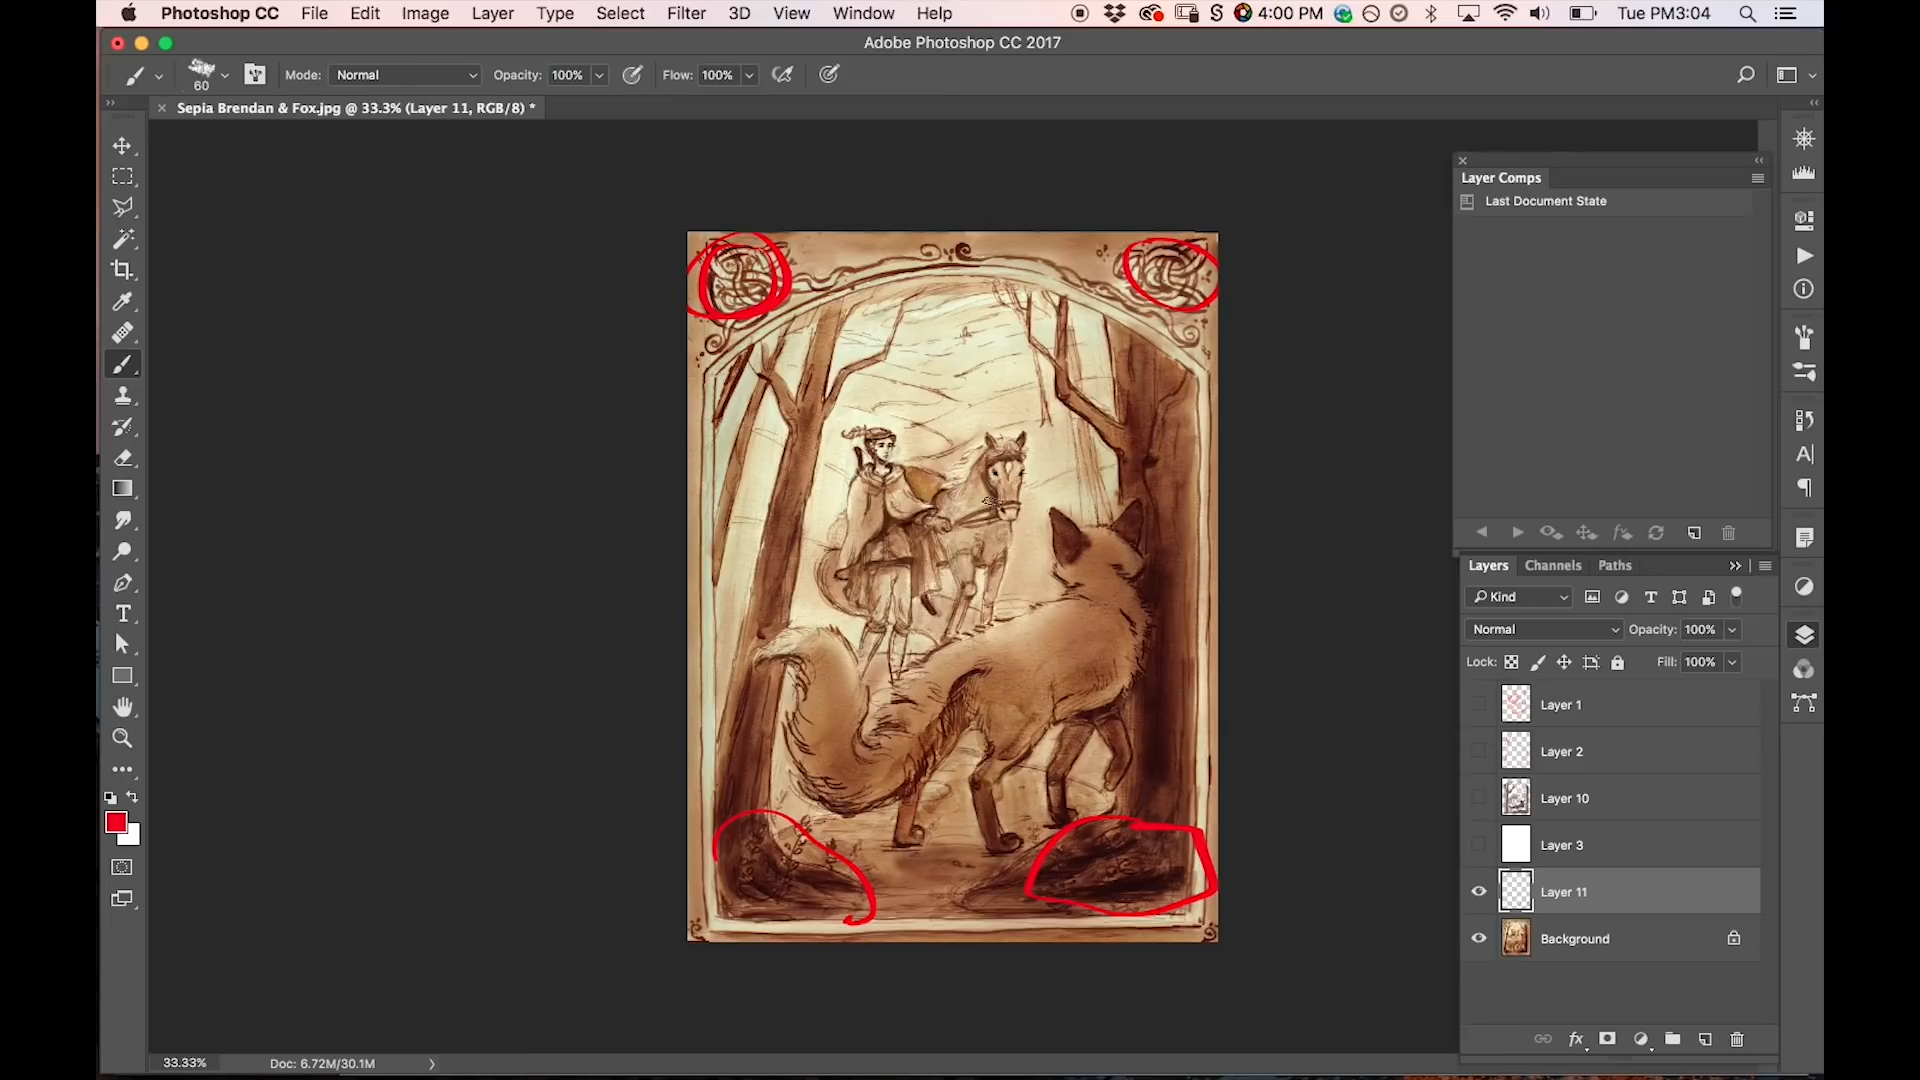 Photoshop CC File Edit Image Layer Type Select Filter 3D View Window Help 4:00 PM Tue PM3:04
Adobe Photoshop CC 2017
60 Mode: Normal Opacity: 100% Flow: 100%
Sepia Brendan & Fox.jpg @ 33.3% (Layer 11, RGB/8) *
Layer Comps
Last Document State
Layers Channels Paths
Kind
Normal Opacity: 100%
Lock: Fill: 100%
Layer 1
Layer 2
Layer 10
Layer 3
Layer 11
Background
fx
33.33% Doc: 6.72M/30.1M